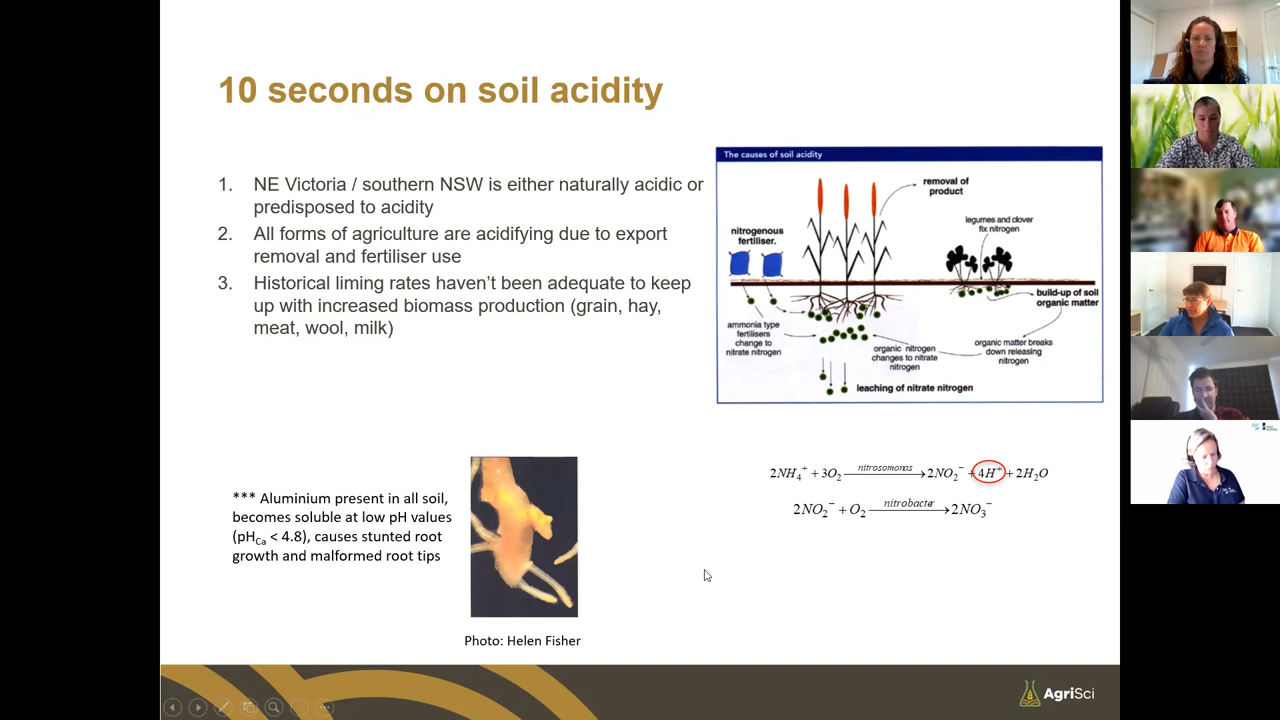 10 seconds on soil acidity
1. NE Victoria / southern NSW is either naturally acidic or
predisposed to acidity
2. All forms of agriculture are acidifying due to export
removal and fertiliser use
3. Historical liming rates haven't been adequate to keep
up with increased biomass production (grain, hay,
meat, wool, milk)
The causes of soil acidity
removal of
product
legumes and clover
fix nitrogen
nitrogenous
fertiliser.
build-up of soil
organic matter
ammonia type
fertilisers
change to
nitrate nitrogen
organic nitrogen
changes to nitrate
nitrogen
organic matter breaks
down releasing
nitrogen
leaching of nitrate nitrogen
*** Aluminium present in all soil,
becomes soluble at low pH values
(pHCa < 4.8), causes stunted root
growth and malformed root tips
Photo: Helen Fisher
2NH4+ + 3O2 nitrosomonas → 2NO2− + 4H+ + 2H2O
2NO2− + O2 nitrobacter → 2NO3−
AgriSci